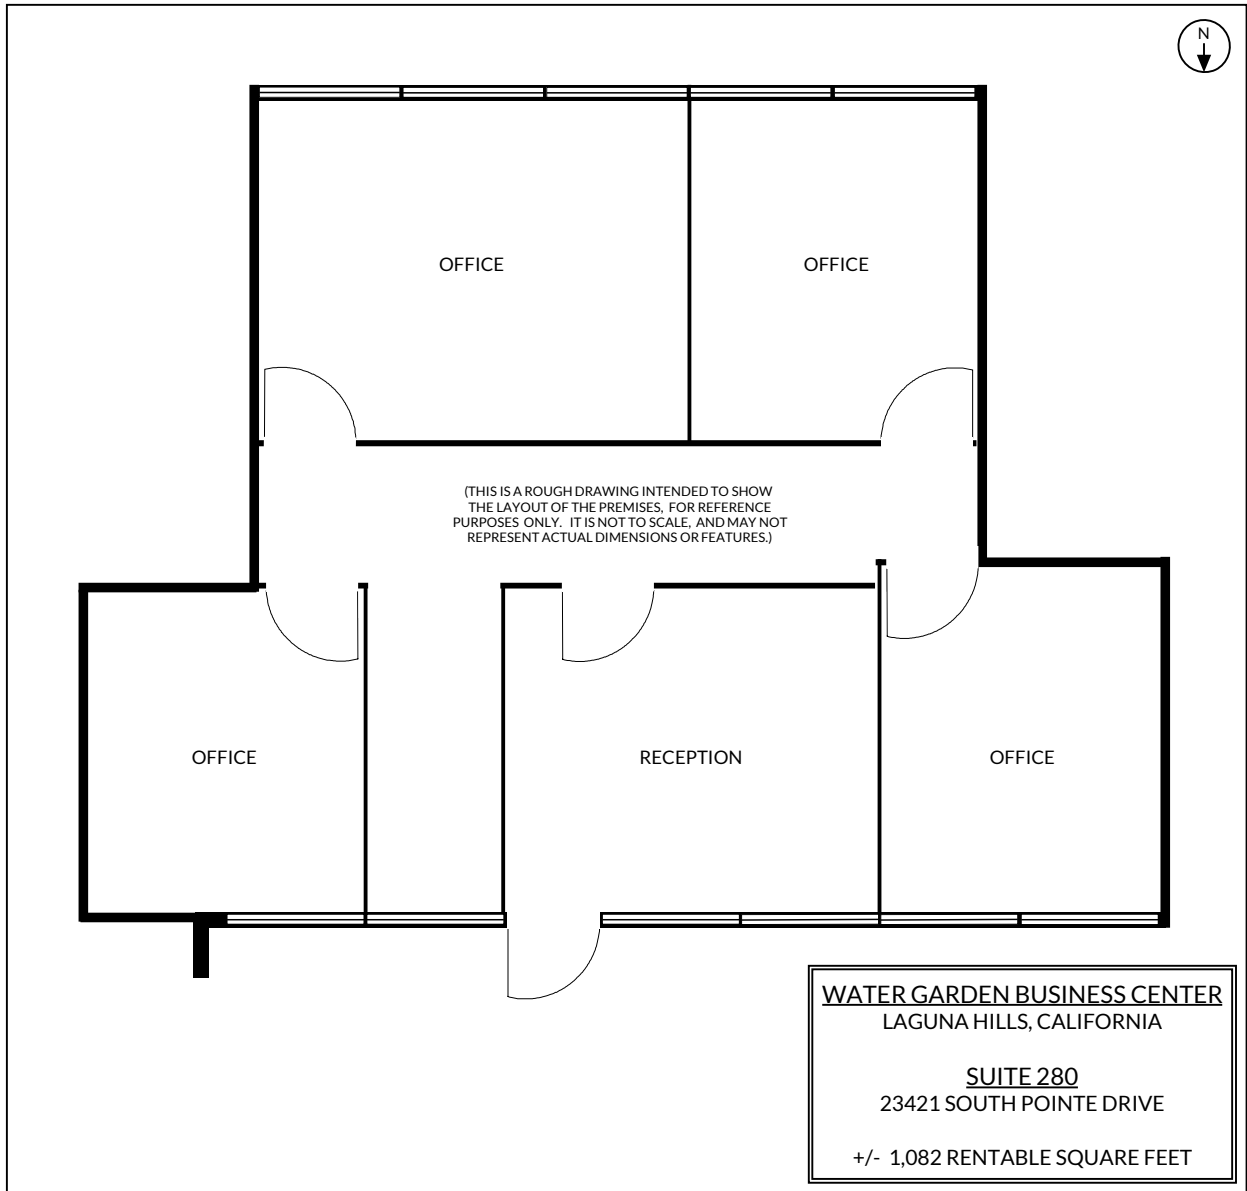 N
OFFICE
OFFICE
(THIS IS A ROUGH DRAWING INTENDED TO SHOW
THE LAYOUT OF THE PREMISES, FOR REFERENCE
PURPOSES ONLY. IT IS NOT TO SCALE, AND MAY NOT
REPRESENT ACTUAL DIMENSIONS OR FEATURES.)
OFFICE
RECEPTION
OFFICE
WATER GARDEN BUSINESS CENTER
LAGUNA HILLS, CALIFORNIA
SUITE 280
23421 SOUTH POINTE DRIVE
+/- 1,082 RENTABLE SQUARE FEET